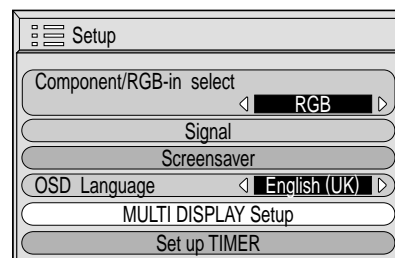 Setup
Component/RGB-in select
RGB
Signal
Screensaver
OSD Language English (UK)
MULTI DISPLAY Setup
Set up TIMER